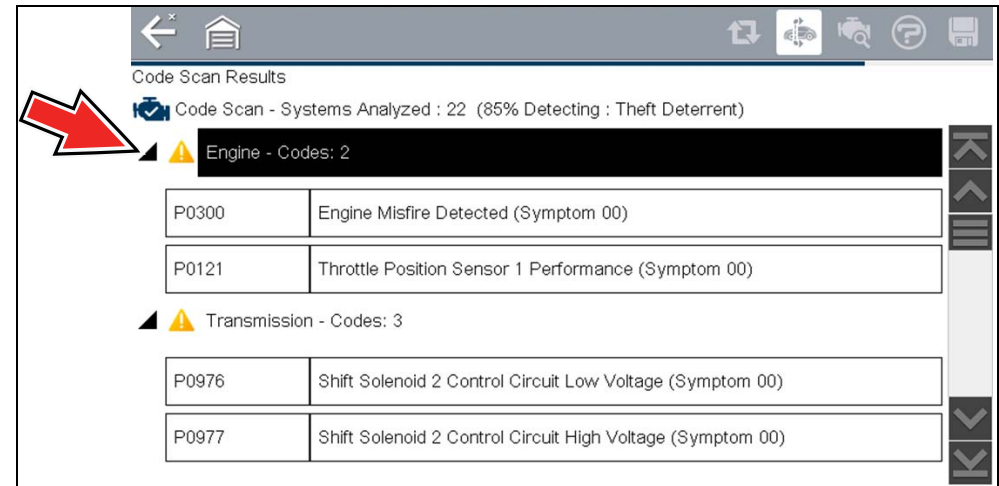 Code Scan Results
Code Scan - Systems Analyzed : 22 (85% Detecting : Theft Deterrent)
Engine - Codes: 2
P0300 Engine Misfire Detected (Symptom 00)
P0121 Throttle Position Sensor 1 Performance (Symptom 00)
Transmission - Codes: 3
P0976 Shift Solenoid 2 Control Circuit Low Voltage (Symptom 00)
P0977 Shift Solenoid 2 Control Circuit High Voltage (Symptom 00)